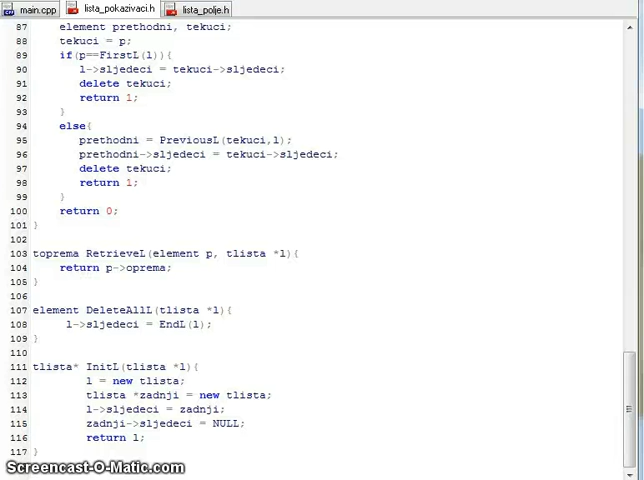 main.cpp lista_pokazivaci.h lista_polje.h
87 element prethodni, tekuci;
88 tekuci = p;
89 if(p==FirstL(l)){
90 l->sljedeci = tekuci->sljedeci;
91 delete tekuci;
92 return 1;
93 }
94 else{
95 prethodni = PreviousL(tekuci,l);
96 prethodni->sljedeci = tekuci->sljedeci;
97 delete tekuci;
98 return 1;
99 }
100 return 0;
101 }
102
103 toprema RetrieveL(element p, tlista *l){
104 return p->oprema;
105 }
106
107 element DeleteAllL(tlista *l){
108 l->sljedeci = EndL(l);
109 }
110
111 tlista* InitL(tlista *l){
112 l = new tlista;
113 tlista *zadnji = new tlista;
114 l->sljedeci = zadnji;
115 zadnji->sljedeci = NULL;
116 return l;
117 }
Screencast-O-Matic.com